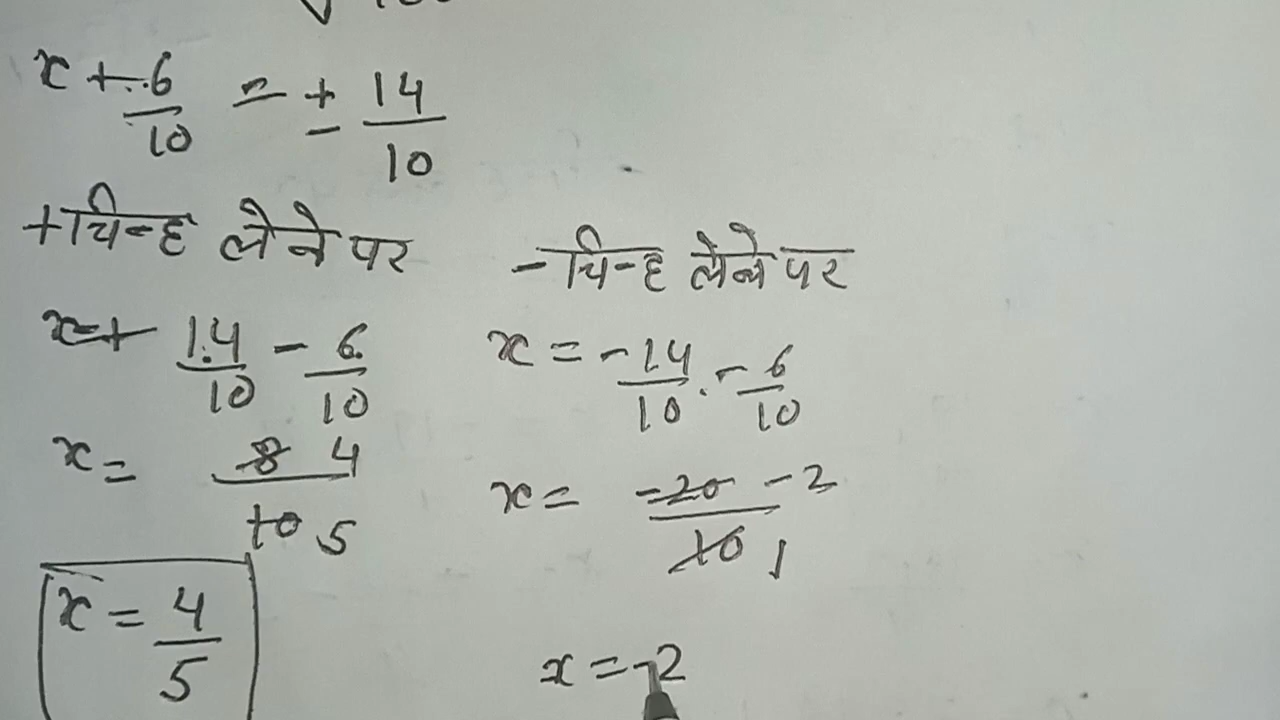 x + 6/10 = ± 14/10
+ चिन्ह लेने पर
x = 14/10 - 6/10
x = 8 4 / 10 5
x = 4/5
- चिन्ह लेने पर
x = - 14/10 - 6/10
x = -20 -2 / 10 1
x = -2